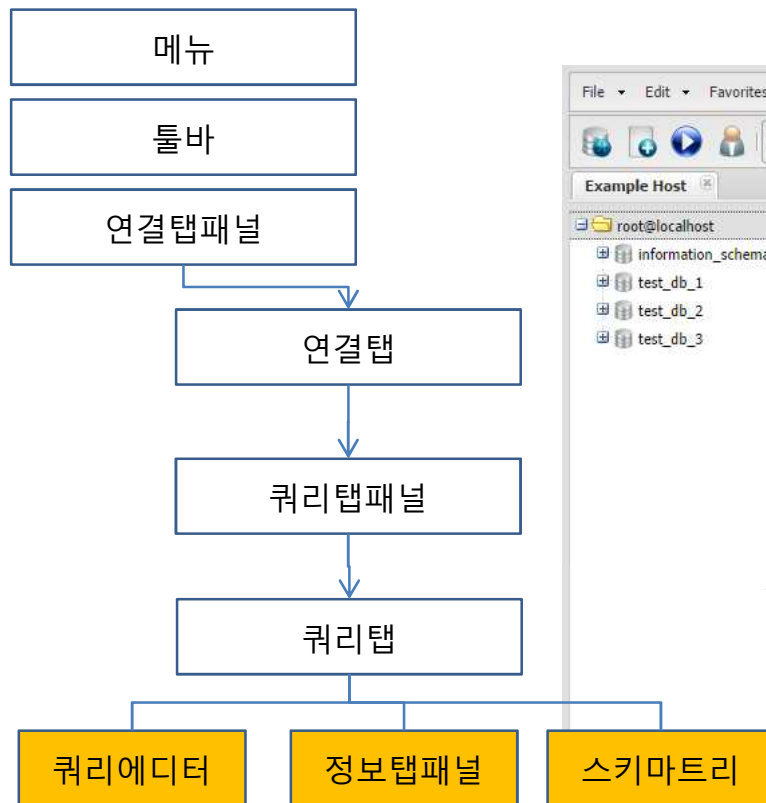 메뉴
툴바
연결탭패널
연결탭
쿼리탭패널
쿼리탭
쿼리에디터
정보탭패널
스키마트리
File Edit Favorites
Example Host
root@localhost
information_schema
test_db_1
test_db_2
test_db_3